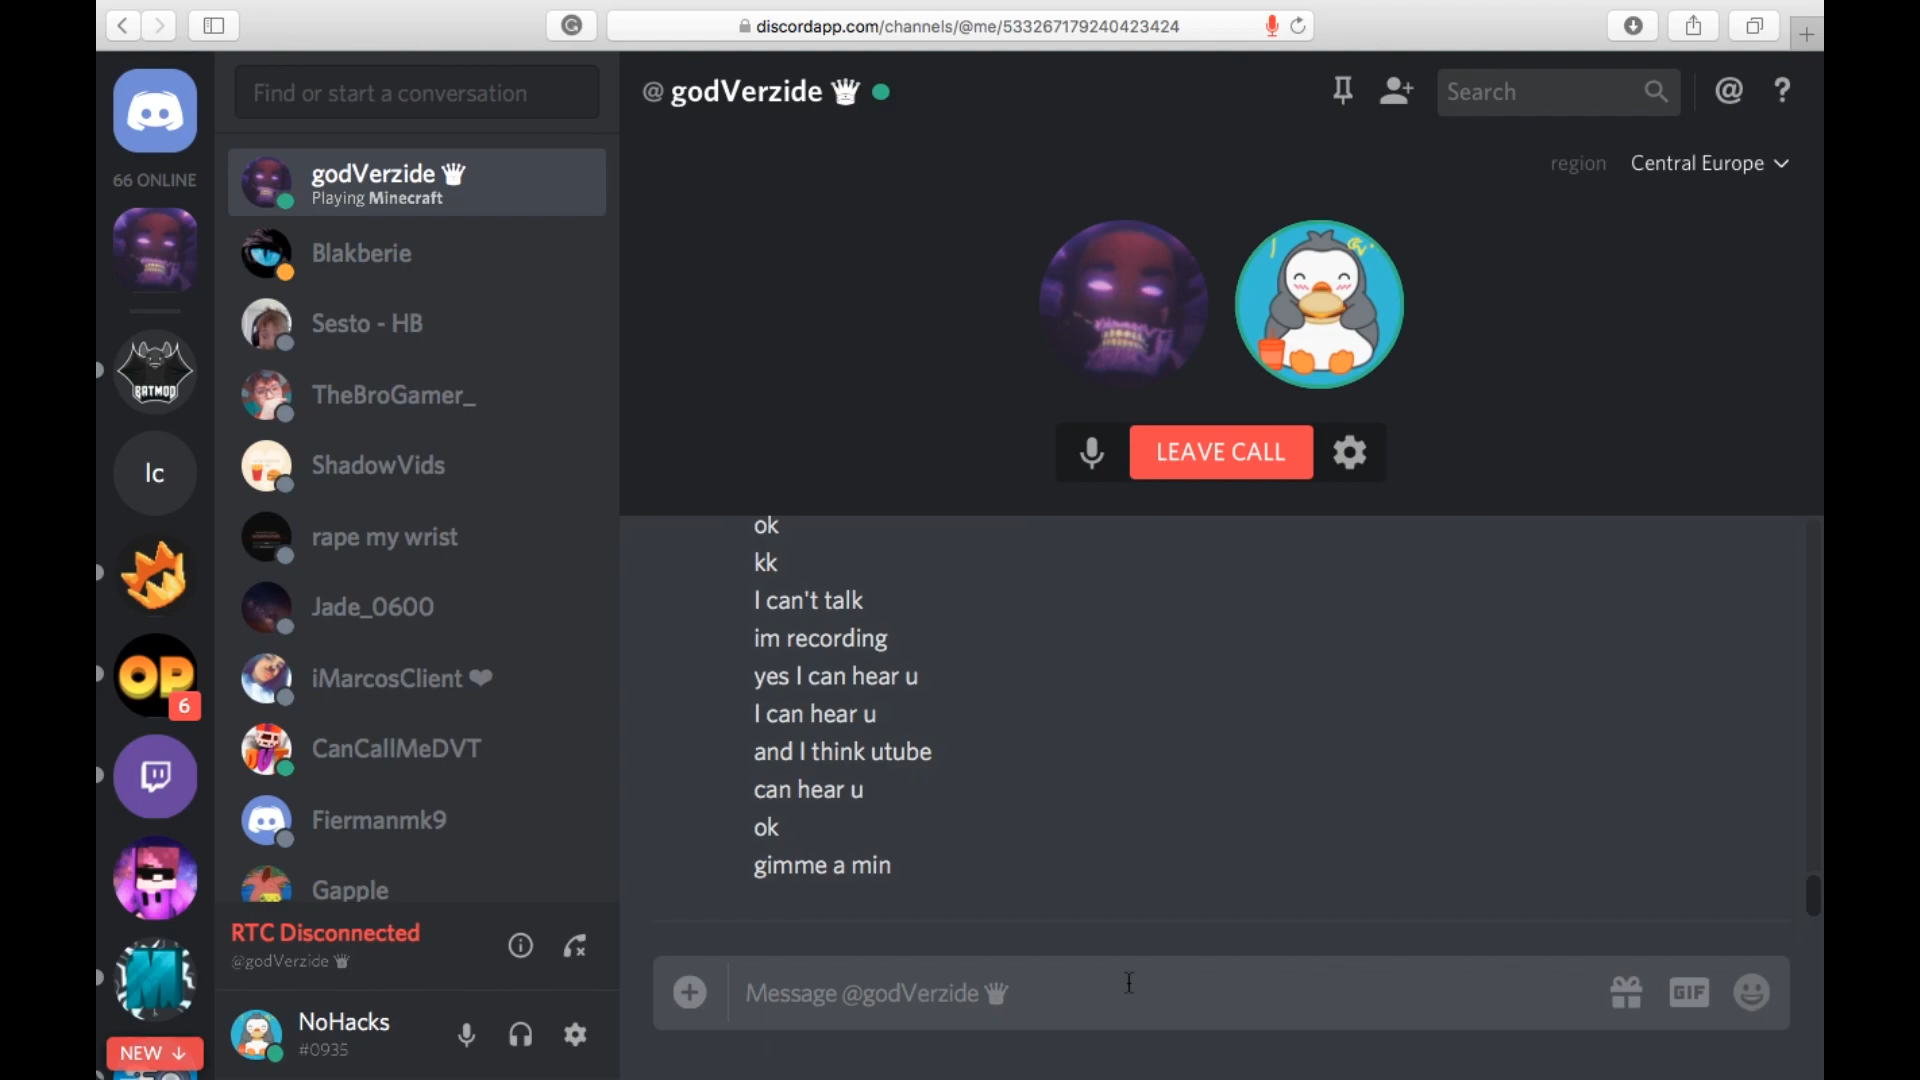 discordapp.com/channels/@me/533267179240423424
Find or start a conversation
@ godVerzide
Search
66 ONLINE
godVerzide
Playing Minecraft
region Central Europe
Blakberie
Sesto - HB
BATMOD
TheBroGamer_
lc
ShadowVids
LEAVE CALL
rape my wrist
Jade_0600
OP
6
iMarcosClient
CanCallMeDVT
Fiermanmk9
Gapple
ok
kk
I can't talk
im recording
yes I can hear u
I can hear u
and I think utube
can hear u
ok
gimme a min
RTC Disconnected
@godVerzide
M
Message @godVerzide
GIF
NoHacks
#0935
NEW